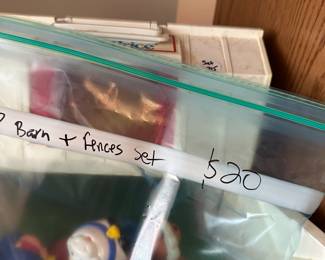 Barn + fences set $20